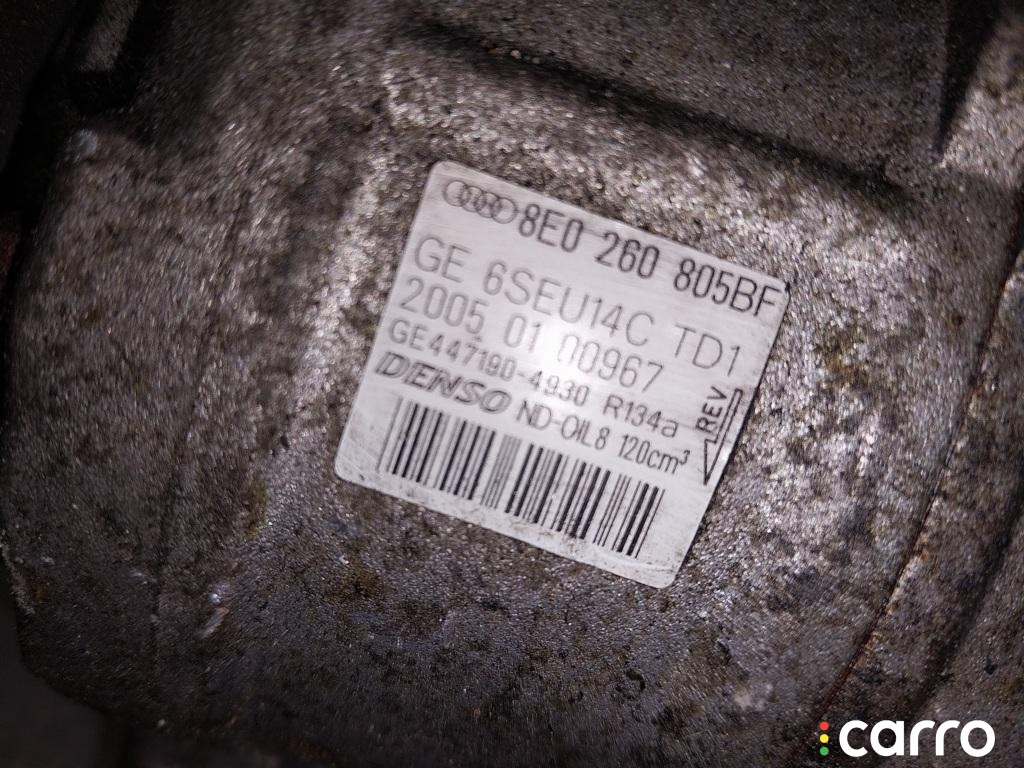 8E0 260 805BF
GE 6SEU14C TD1
2005 01 00967
GE447190-4930 R134a
DENSO ND-OIL8 120cm³
REV
carro